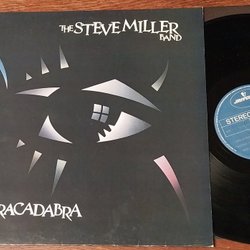 THE STEVE MILLER
BAND
RACADABRA
STEREO